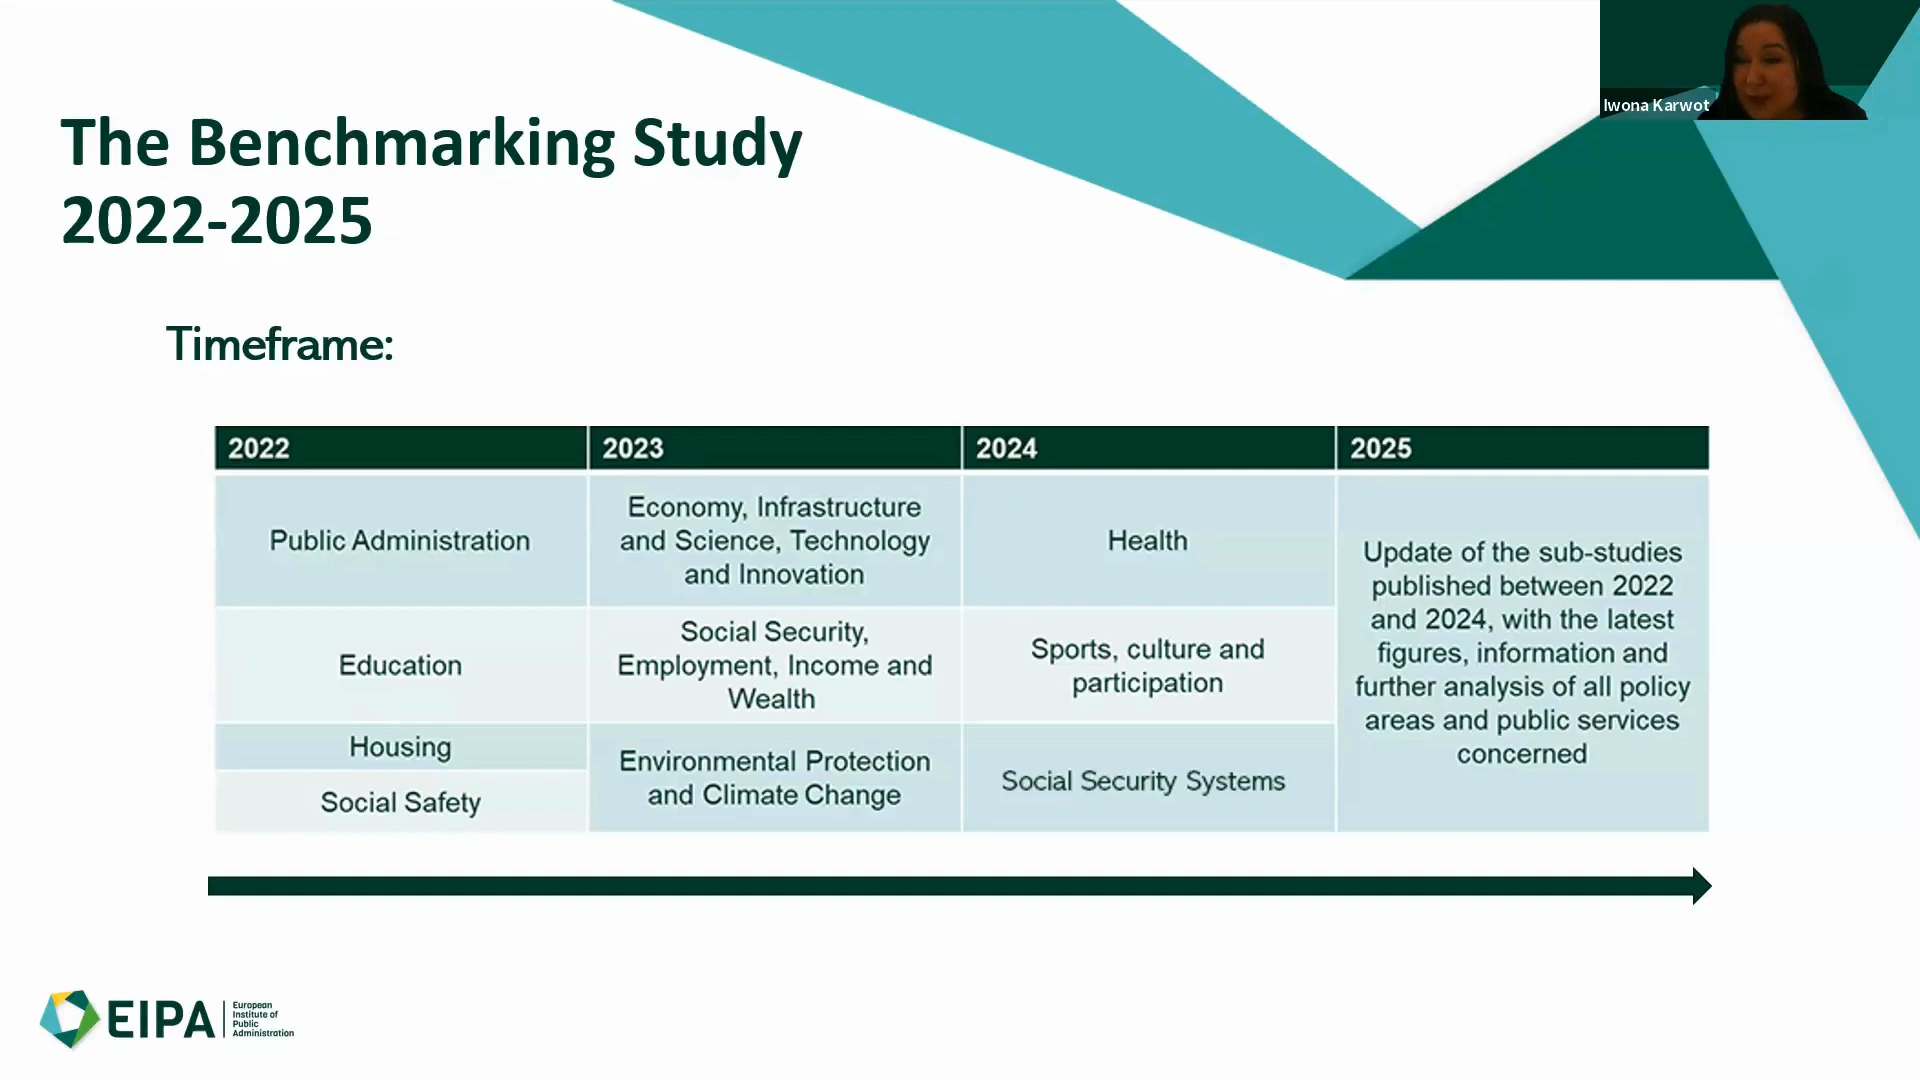 Iwona Karwot
The Benchmarking Study
2022-2025
Timeframe:
2022
2023
2024
2025
Public Administration
Economy, Infrastructure
and Science, Technology
and Innovation
Health
Update of the sub-studies
published between 2022
and 2024, with the latest
figures, information and
further analysis of all policy
areas and public services
concerned
Education
Social Security,
Employment, Income and
Wealth
Sports, culture and
participation
Housing
Social Safety
Environmental Protection
and Climate Change
Social Security Systems
EIPA
European
Institute of
Public
Administration